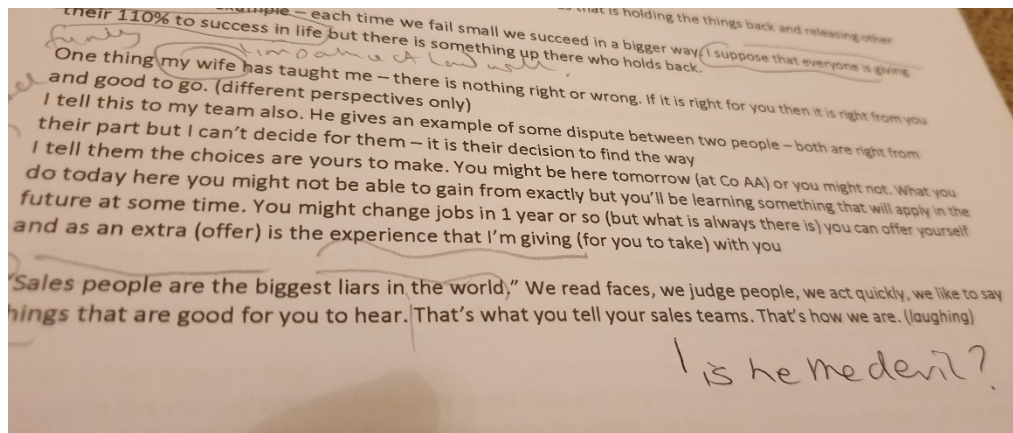 example – each time we fail small we succeed in a bigger way. I suppose that everyone is giving
that is holding the things back and releasing other
their 110% to success in life but there is something up there who holds back.
family
One thing my wife has taught me – there is nothing right or wrong. If it is right for you then it is right from you
and good to go. (different perspectives only)
I tell this to my team also. He gives an example of some dispute between two people – both are right from
their part but I can't decide for them – it is their decision to find the way
I tell them the choices are yours to make. You might be here tomorrow (at Co AA) or you might not. What you
do today here you might not be able to gain from exactly but you'll be learning something that will apply in the
future at some time. You might change jobs in 1 year or so (but what is always there is) you can offer yourself
and as an extra (offer) is the experience that I'm giving (for you to take) with you
"Sales people are the biggest liars in the world," We read faces, we judge people, we act quickly, we like to say
hings that are good for you to hear. That's what you tell your sales teams. That's how we are. (laughing)
is he me devil?